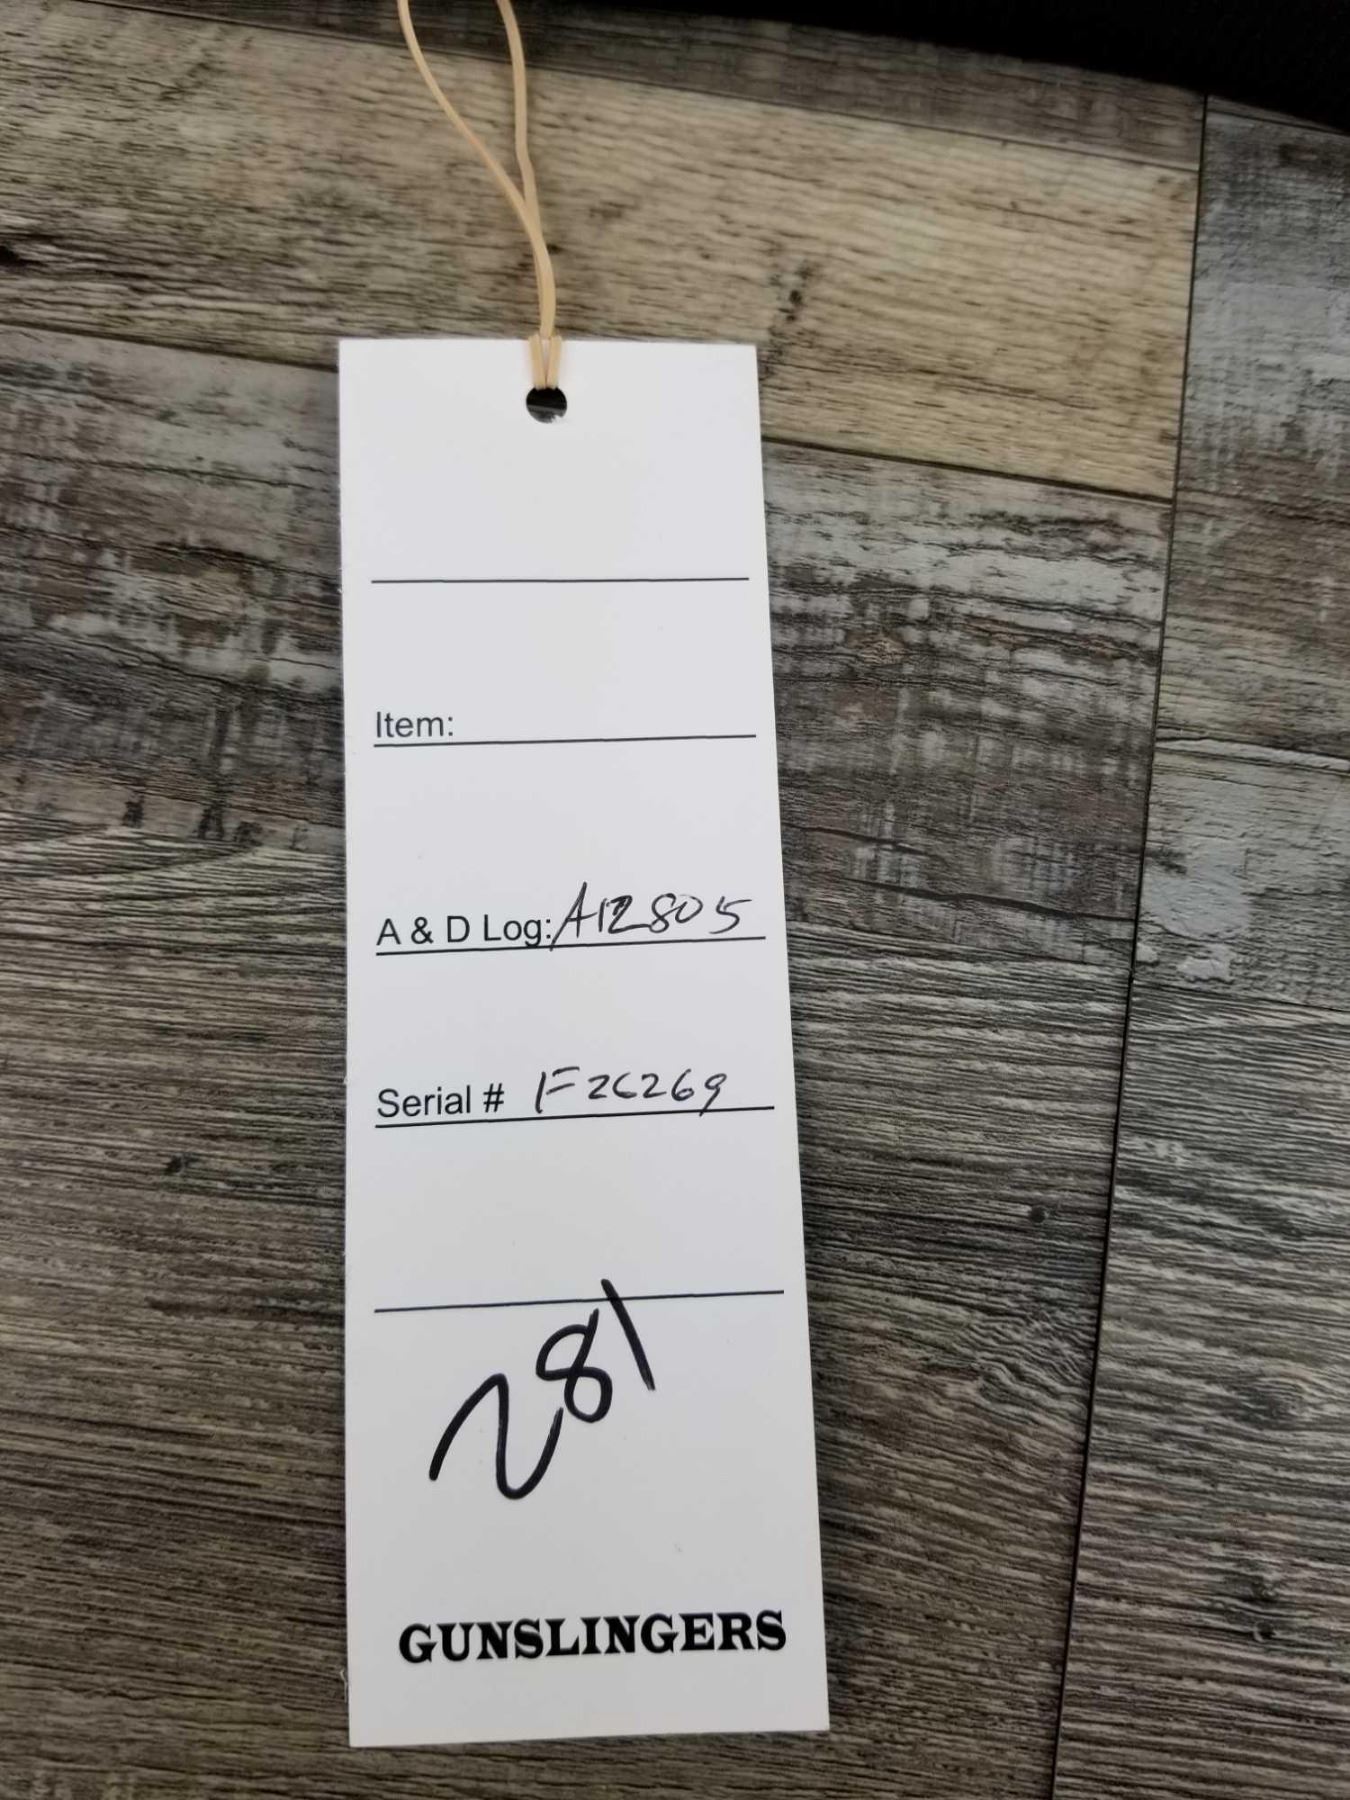 Item:
A & D Log: A12805
Serial # F26269
281
GUNSLINGERS